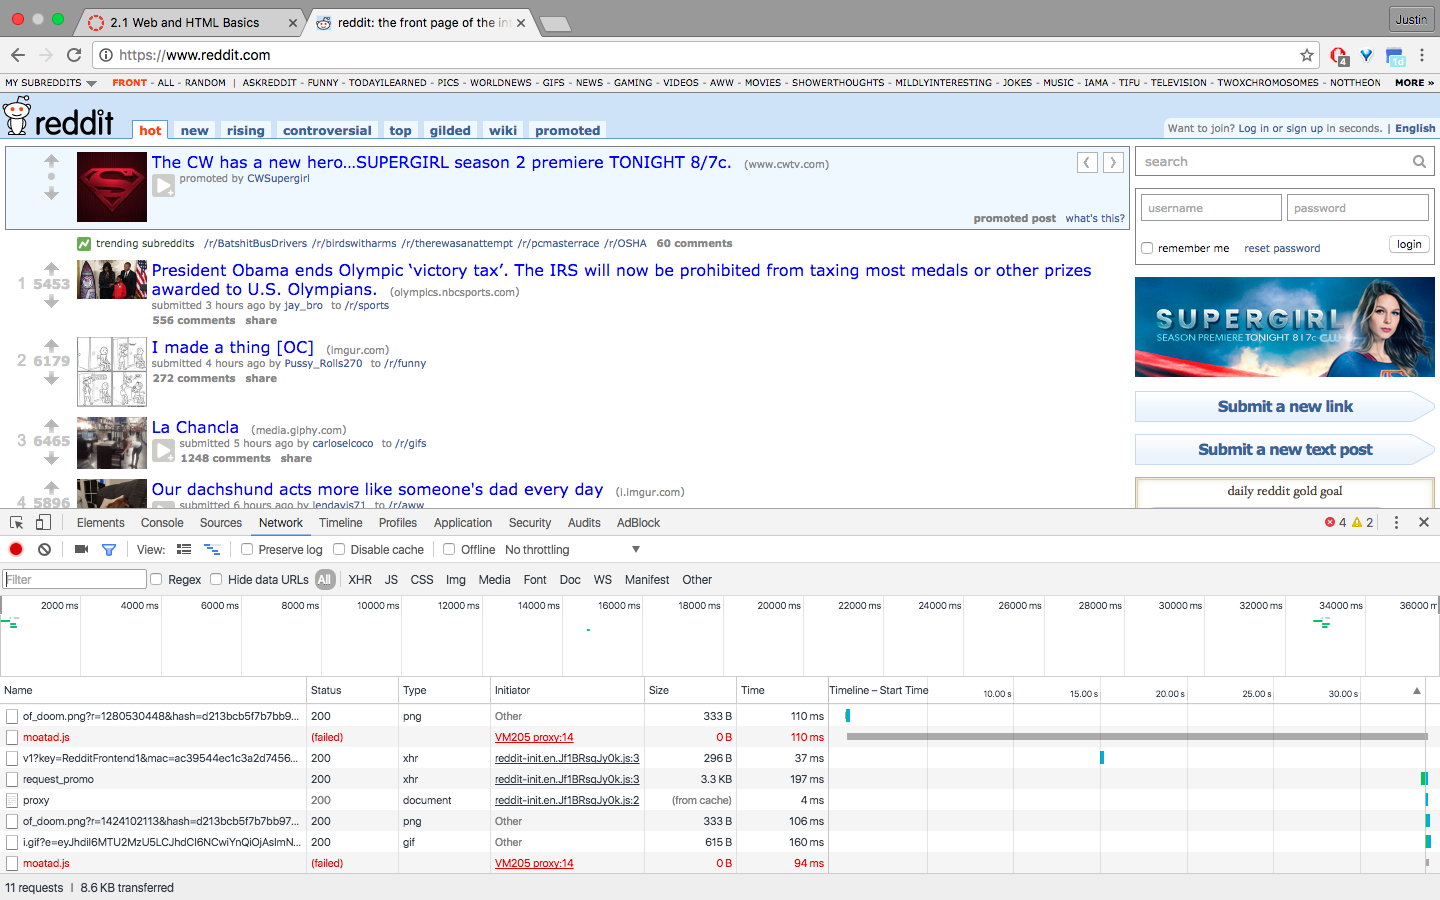 2.1 Web and HTML Basics
reddit: the front page of the int
Justin
https://www.reddit.com
4
1d
MY SUBREDDITS FRONT - ALL - RANDOM | ASKREDDIT - FUNNY - TODAYILEARNED - PICS - WORLDNEWS - GIFS - NEWS - GAMING - VIDEOS - AWW - MOVIES - SHOWERTHOUGHTS - MILDLYINTERESTING - JOKES - MUSIC - IAMA - TIFU - TELEVISION - TWOXCHROMOSOMES - NOTTHEON MORE »
reddit hot new rising controversial top gilded wiki promoted
Want to join? Log in or sign up in seconds. | English
The CW has a new hero...SUPERGIRL season 2 premiere TONIGHT 8/7c. (www.cwtv.com)
promoted by CWSupergirl
promoted post what's this?
trending subreddits /r/BatshitBusDrivers /r/birdswitharms /r/therewasanattempt /r/pcmasterrace /r/OSHA 60 comments
1 5453
President Obama ends Olympic ‘victory tax’. The IRS will now be prohibited from taxing most medals or other prizes
awarded to U.S. Olympians. (olympics.nbcsports.com)
submitted 3 hours ago by jay_bro to /r/sports
556 comments share
2 6179
I made a thing [OC] (imgur.com)
submitted 4 hours ago by Pussy_Rolls270 to /r/funny
272 comments share
3 6465
La Chancla (media.giphy.com)
submitted 5 hours ago by carloselcoco to /r/gifs
1248 comments share
4 5896
Our dachshund acts more like someone's dad every day (i.imgur.com)
submitted 6 hours ago by lendavis71 to /r/aww
search
username password
remember me reset password login
SUPERGIRL
SEASON PREMIERE TONIGHT 8|7c CW
Submit a new link
Submit a new text post
daily reddit gold goal
Elements Console Sources Network Timeline Profiles Application Security Audits AdBlock 4 2
View: Preserve log Disable cache Offline No throttling
Filter Regex Hide data URLs All XHR JS CSS Img Media Font Doc WS Manifest Other
2000 ms 4000 ms 6000 ms 8000 ms 10000 ms 12000 ms 14000 ms 16000 ms 18000 ms 20000 ms 22000 ms 24000 ms 26000 ms 28000 ms 30000 ms 32000 ms 34000 ms 36000 m
Name Status Type Initiator Size Time Timeline – Start Time 10.00 s 15.00 s 20.00 s 25.00 s 30.00 s
of_doom.png?r=1280530448&hash=d213bcb5f7b7bb9... 200 png Other 333 B 110 ms
moatad.js (failed) VM205 proxy:14 0 B 110 ms
v1?key=RedditFrontend1&mac=ac39544ec1c3a2d7456... 200 xhr reddit-init.en.Jf1BRsqJy0k.js:3 296 B 37 ms
request_promo 200 xhr reddit-init.en.Jf1BRsqJy0k.js:3 3.3 KB 197 ms
proxy 200 document reddit-init.en.Jf1BRsqJy0k.js:2 (from cache) 4 ms
of_doom.png?r=1424102113&hash=d213bcb5f7b7bb97... 200 png Other 333 B 106 ms
i.gif?e=eyJhdiI6MTU2MzU5LCJhdCI6NCwiYnQiOjAsImN... 200 gif Other 615 B 160 ms
moatad.js (failed) VM205 proxy:14 0 B 94 ms
11 requests | 8.6 KB transferred